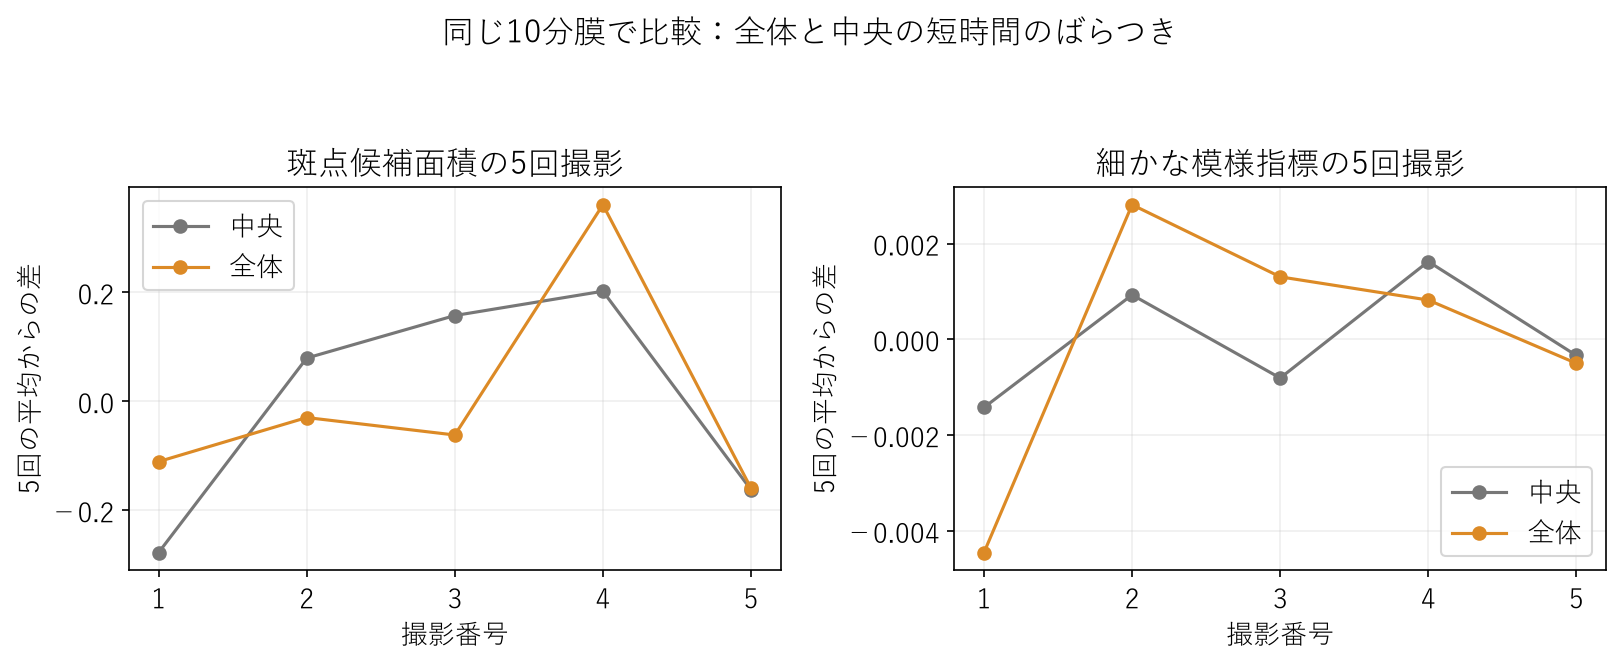 同じ10分膜で比較：全体と中央の短時間のばらつき
斑点候補面積の5回撮影
中央
全体
5回の平均からの差
0.2
0.0
−0.2
1 2 3 4 5
撮影番号
細かな模様指標の5回撮影
5回の平均からの差
0.002
0.000
−0.002
−0.004
中央
全体
1 2 3 4 5
撮影番号